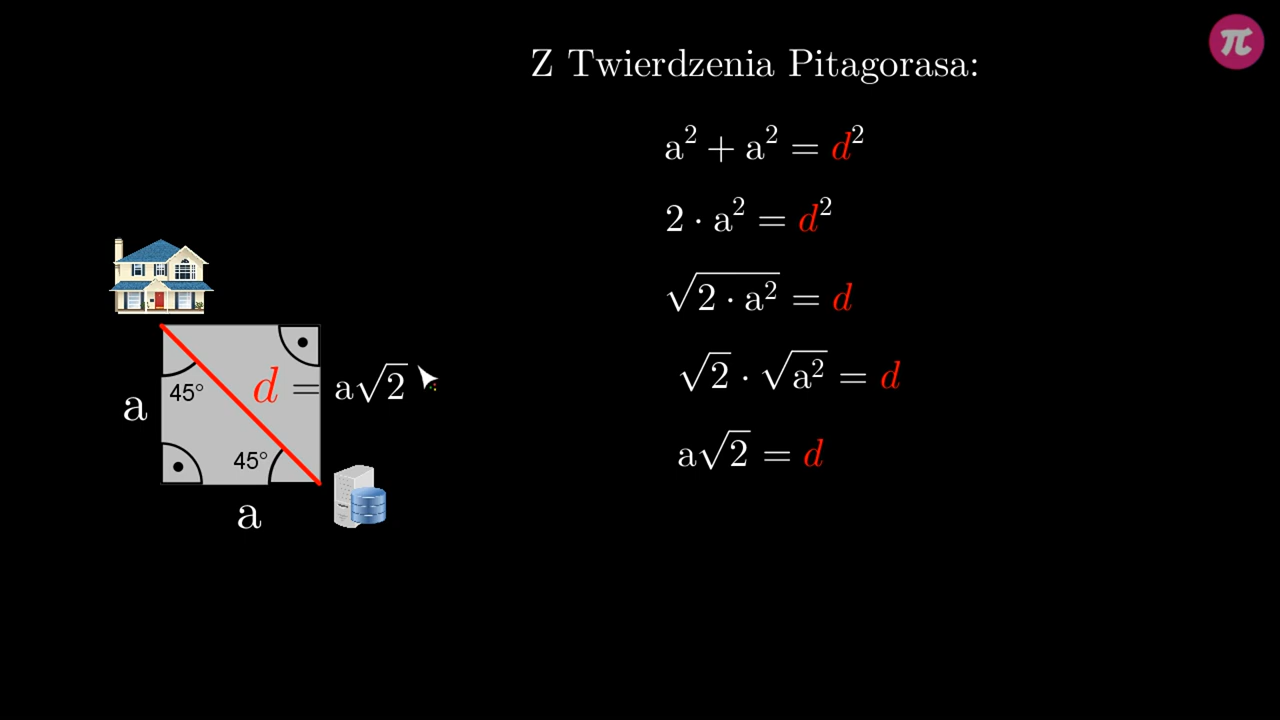 Z Twierdzenia Pitagorasa:
a² + a² = d²
2 · a² = d²
√(2 · a²) = d
√2 · √(a²) = d
a√2 = d
45°
d = a√2
a
45°
a
π